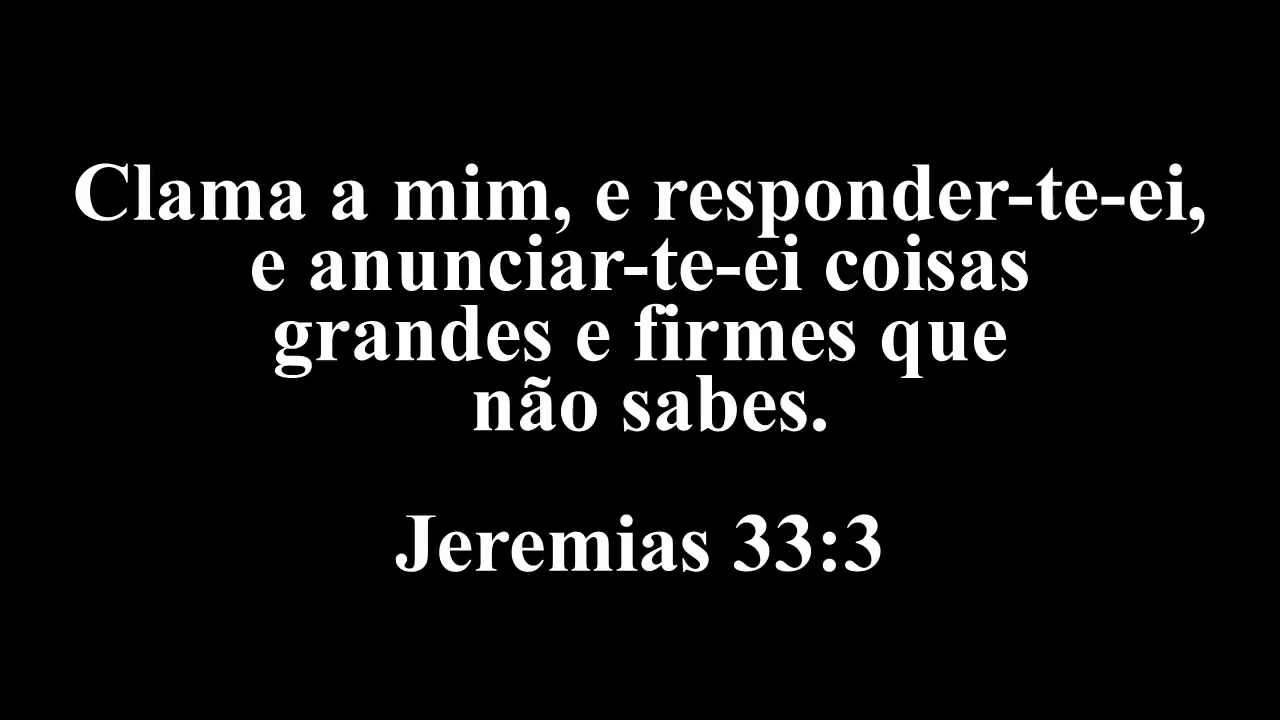 Clama a mim, e responder-te-ei,
e anunciar-te-ei coisas
grandes e firmes que
não sabes.
Jeremias 33:3